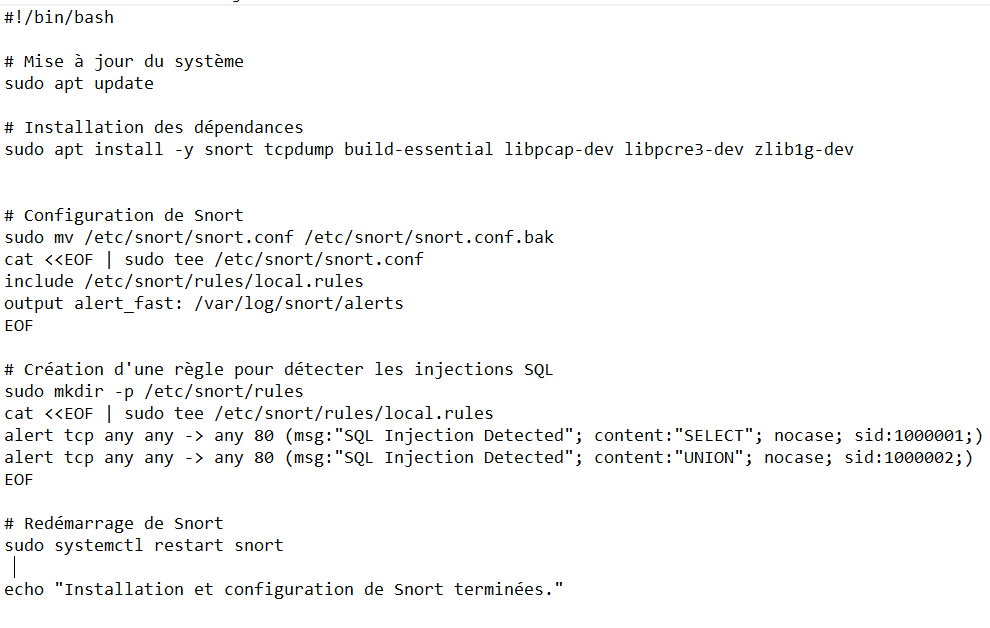 #!/bin/bash
# Mise à jour du système
sudo apt update
# Installation des dépendances
sudo apt install -y snort tcpdump build-essential libpcap-dev libpcre3-dev zlib1g-dev
# Configuration de Snort
sudo mv /etc/snort/snort.conf /etc/snort/snort.conf.bak
cat <<EOF | sudo tee /etc/snort/snort.conf
include /etc/snort/rules/local.rules
output alert_fast: /var/log/snort/alerts
EOF
# Création d'une règle pour détecter les injections SQL
sudo mkdir -p /etc/snort/rules
cat <<EOF | sudo tee /etc/snort/rules/local.rules
alert tcp any any -> any 80 (msg:"SQL Injection Detected"; content:"SELECT"; nocase; sid:1000001;)
alert tcp any any -> any 80 (msg:"SQL Injection Detected"; content:"UNION"; nocase; sid:1000002;)
EOF
# Redémarrage de Snort
sudo systemctl restart snort
echo "Installation et configuration de Snort terminées."